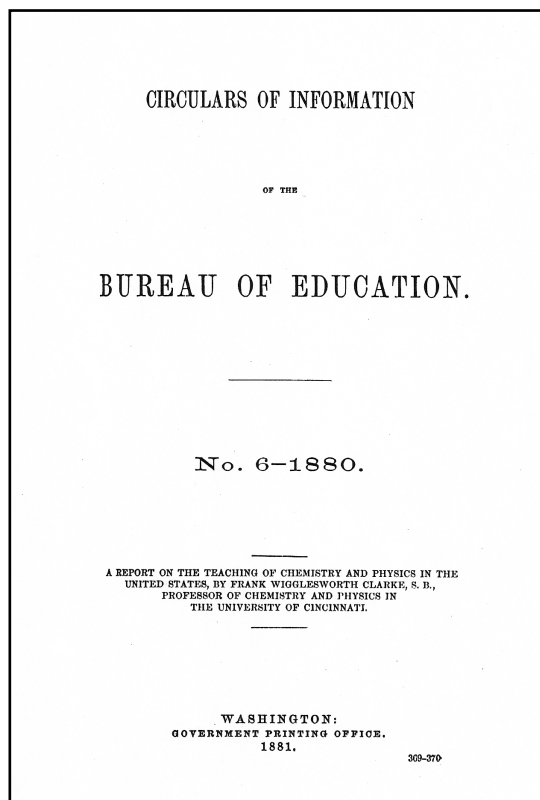 CIRCULARS OF INFORMATION
OF THE
BUREAU OF EDUCATION.
No. 6–1880.
A REPORT ON THE TEACHING OF CHEMISTRY AND PHYSICS IN THE
UNITED STATES, BY FRANK WIGGLESWORTH CLARKE, S. B.,
PROFESSOR OF CHEMISTRY AND PHYSICS IN
THE UNIVERSITY OF CINCINNATI.
WASHINGTON:
GOVERNMENT PRINTING OFFICE.
1881.
369–370